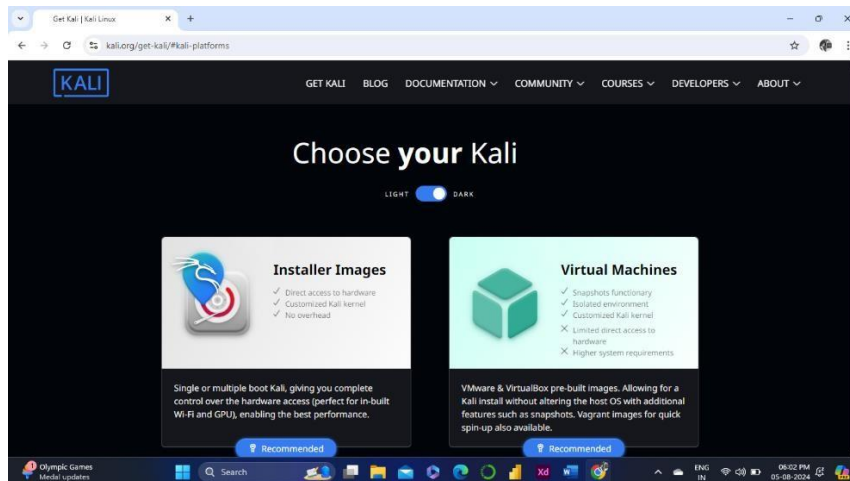 Get Kali | Kali Linux
kali.org/get-kali/#kali-platforms
KALI
GET KALI BLOG DOCUMENTATION COMMUNITY COURSES DEVELOPERS ABOUT
Choose your Kali
LIGHT DARK
Installer Images
Direct access to hardware
Customized Kali kernel
No overhead
Single or multiple boot Kali, giving you complete
control over the hardware access (perfect for in-built
Wi-Fi and GPU), enabling the best performance.
Recommended
Virtual Machines
Snapshots functionary
Isolated environment
Customized Kali kernel
Limited direct access to
hardware
Higher system requirements
VMware & VirtualBox pre-built images. Allowing for a
Kali install without altering the host OS with additional
features such as snapshots. Vagrant images for quick
spin-up also available.
Recommended
Olympic Games
Medal updates
Search
Xd
ENG
IN
06:02 PM
05-08-2024